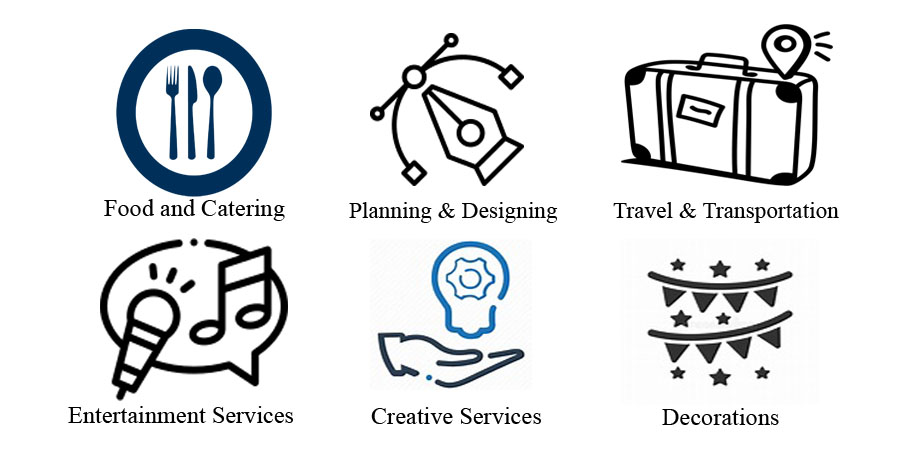 Food and Catering
Planning & Designing
Travel & Transportation
Entertainment Services
Creative Services
Decorations